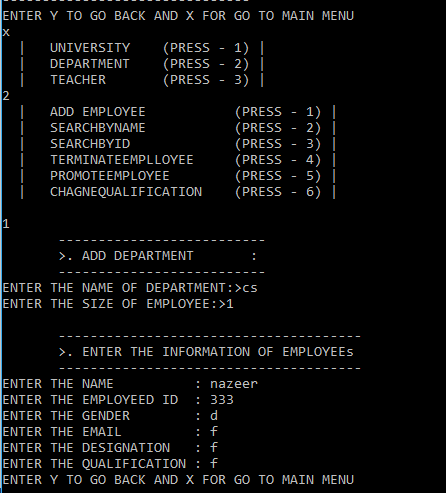 ENTER Y TO GO BACK AND X FOR GO TO MAIN MENU
x
| UNIVERSITY (PRESS - 1) |
| DEPARTMENT (PRESS - 2) |
| TEACHER (PRESS - 3) |
2
| ADD EMPLOYEE (PRESS - 1) |
| SEARCHBYNAME (PRESS - 2) |
| SEARCHBYID (PRESS - 3) |
| TERMINATEEMPLLOYEE (PRESS - 4) |
| PROMOTEEMPLOYEE (PRESS - 5) |
| CHAGNEQUALIFICATION (PRESS - 6) |
1
--------------------------
>. ADD DEPARTMENT :
--------------------------
ENTER THE NAME OF DEPARTMENT:>cs
ENTER THE SIZE OF EMPLOYEE:>1
--------------------------------------
>. ENTER THE INFORMATION OF EMPLOYEEs
--------------------------------------
ENTER THE NAME : nazeer
ENTER THE EMPLOYEED ID : 333
ENTER THE GENDER : d
ENTER THE EMAIL : f
ENTER THE DESIGNATION : f
ENTER THE QUALIFICATION : f
ENTER Y TO GO BACK AND X FOR GO TO MAIN MENU